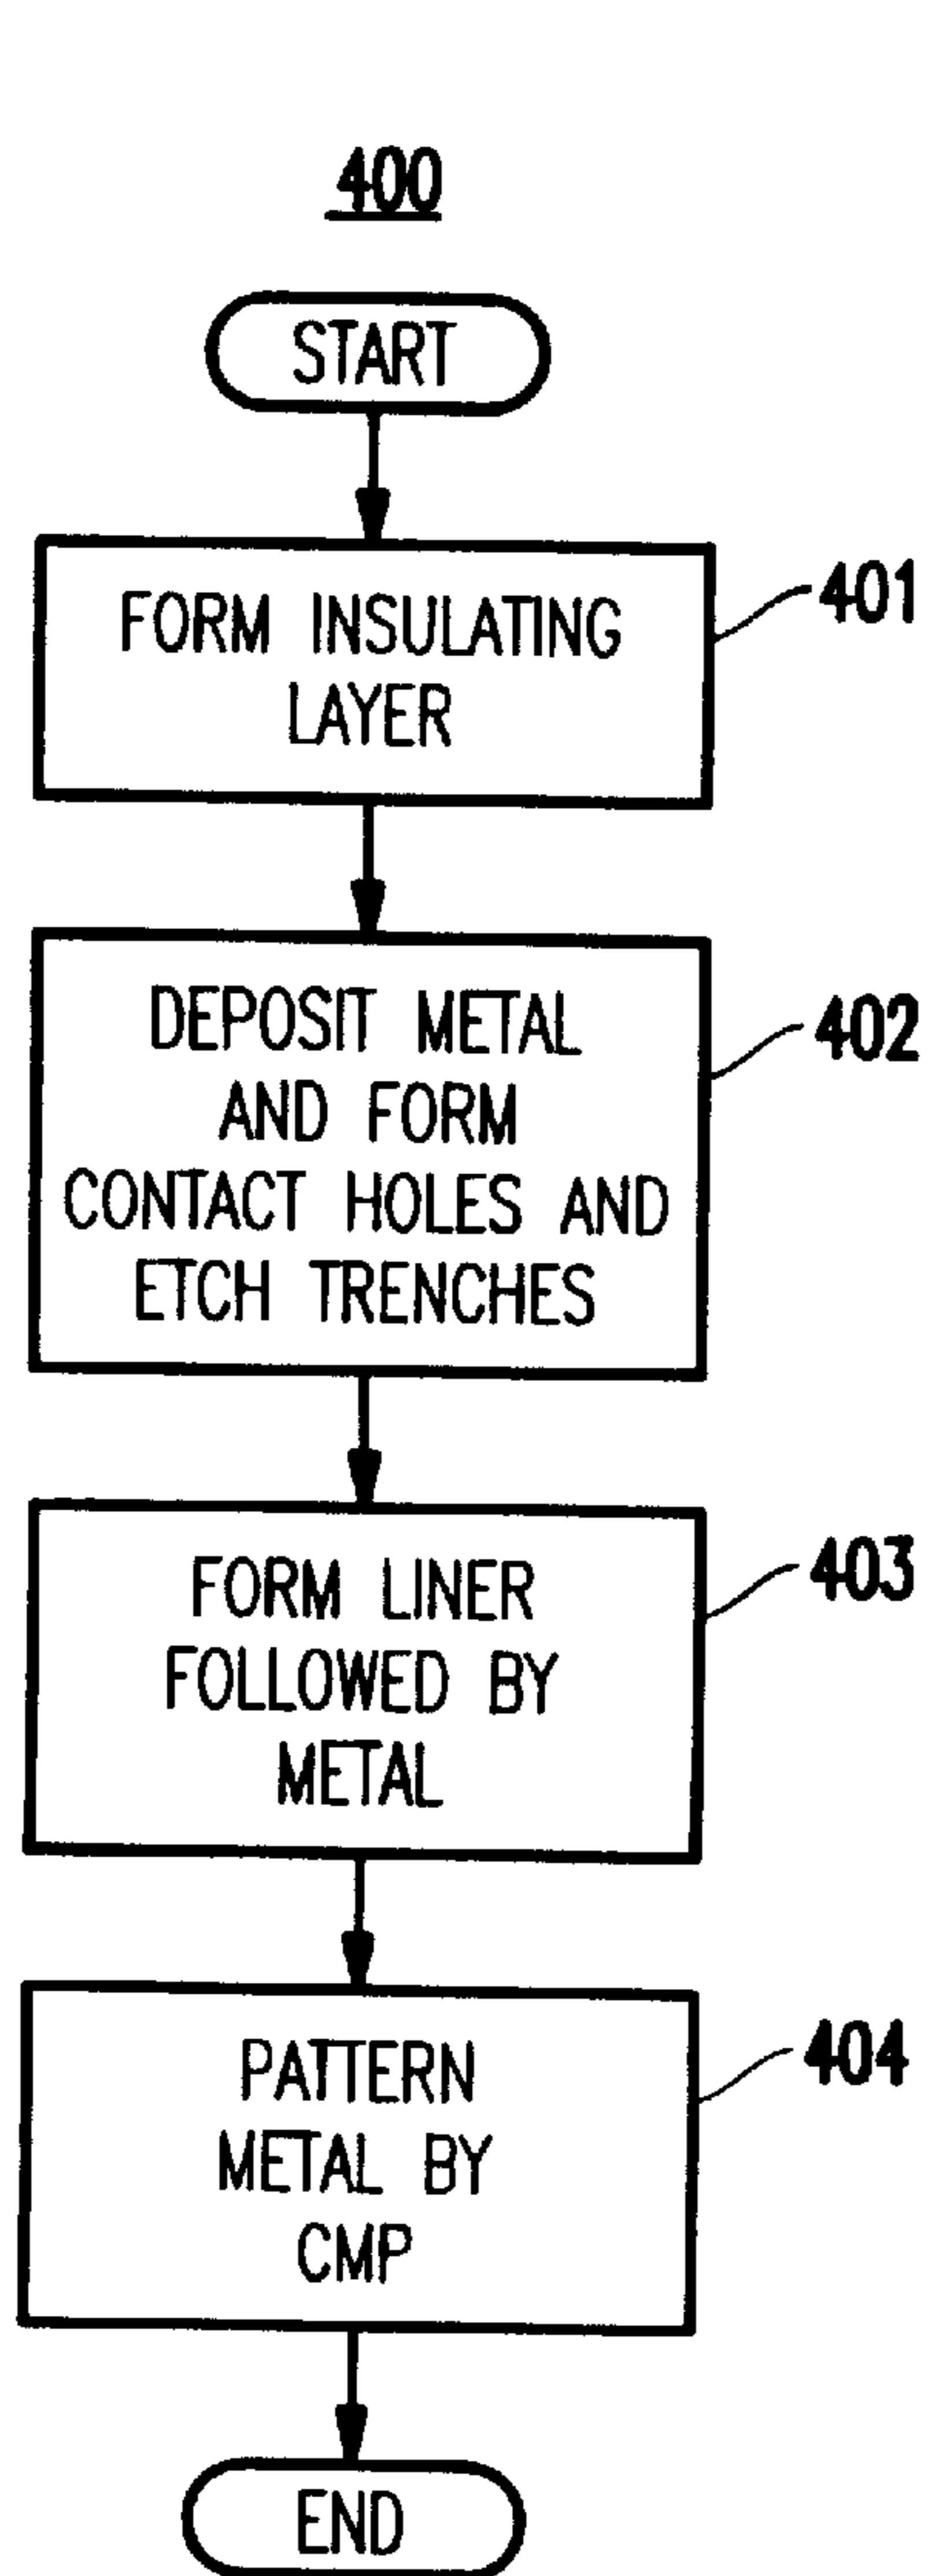 400
START
FORM INSULATING
LAYER
401
DEPOSIT METAL
AND FORM
CONTACT HOLES AND
ETCH TRENCHES
402
FORM LINER
FOLLOWED BY
METAL
403
PATTERN
METAL BY
CMP
404
END